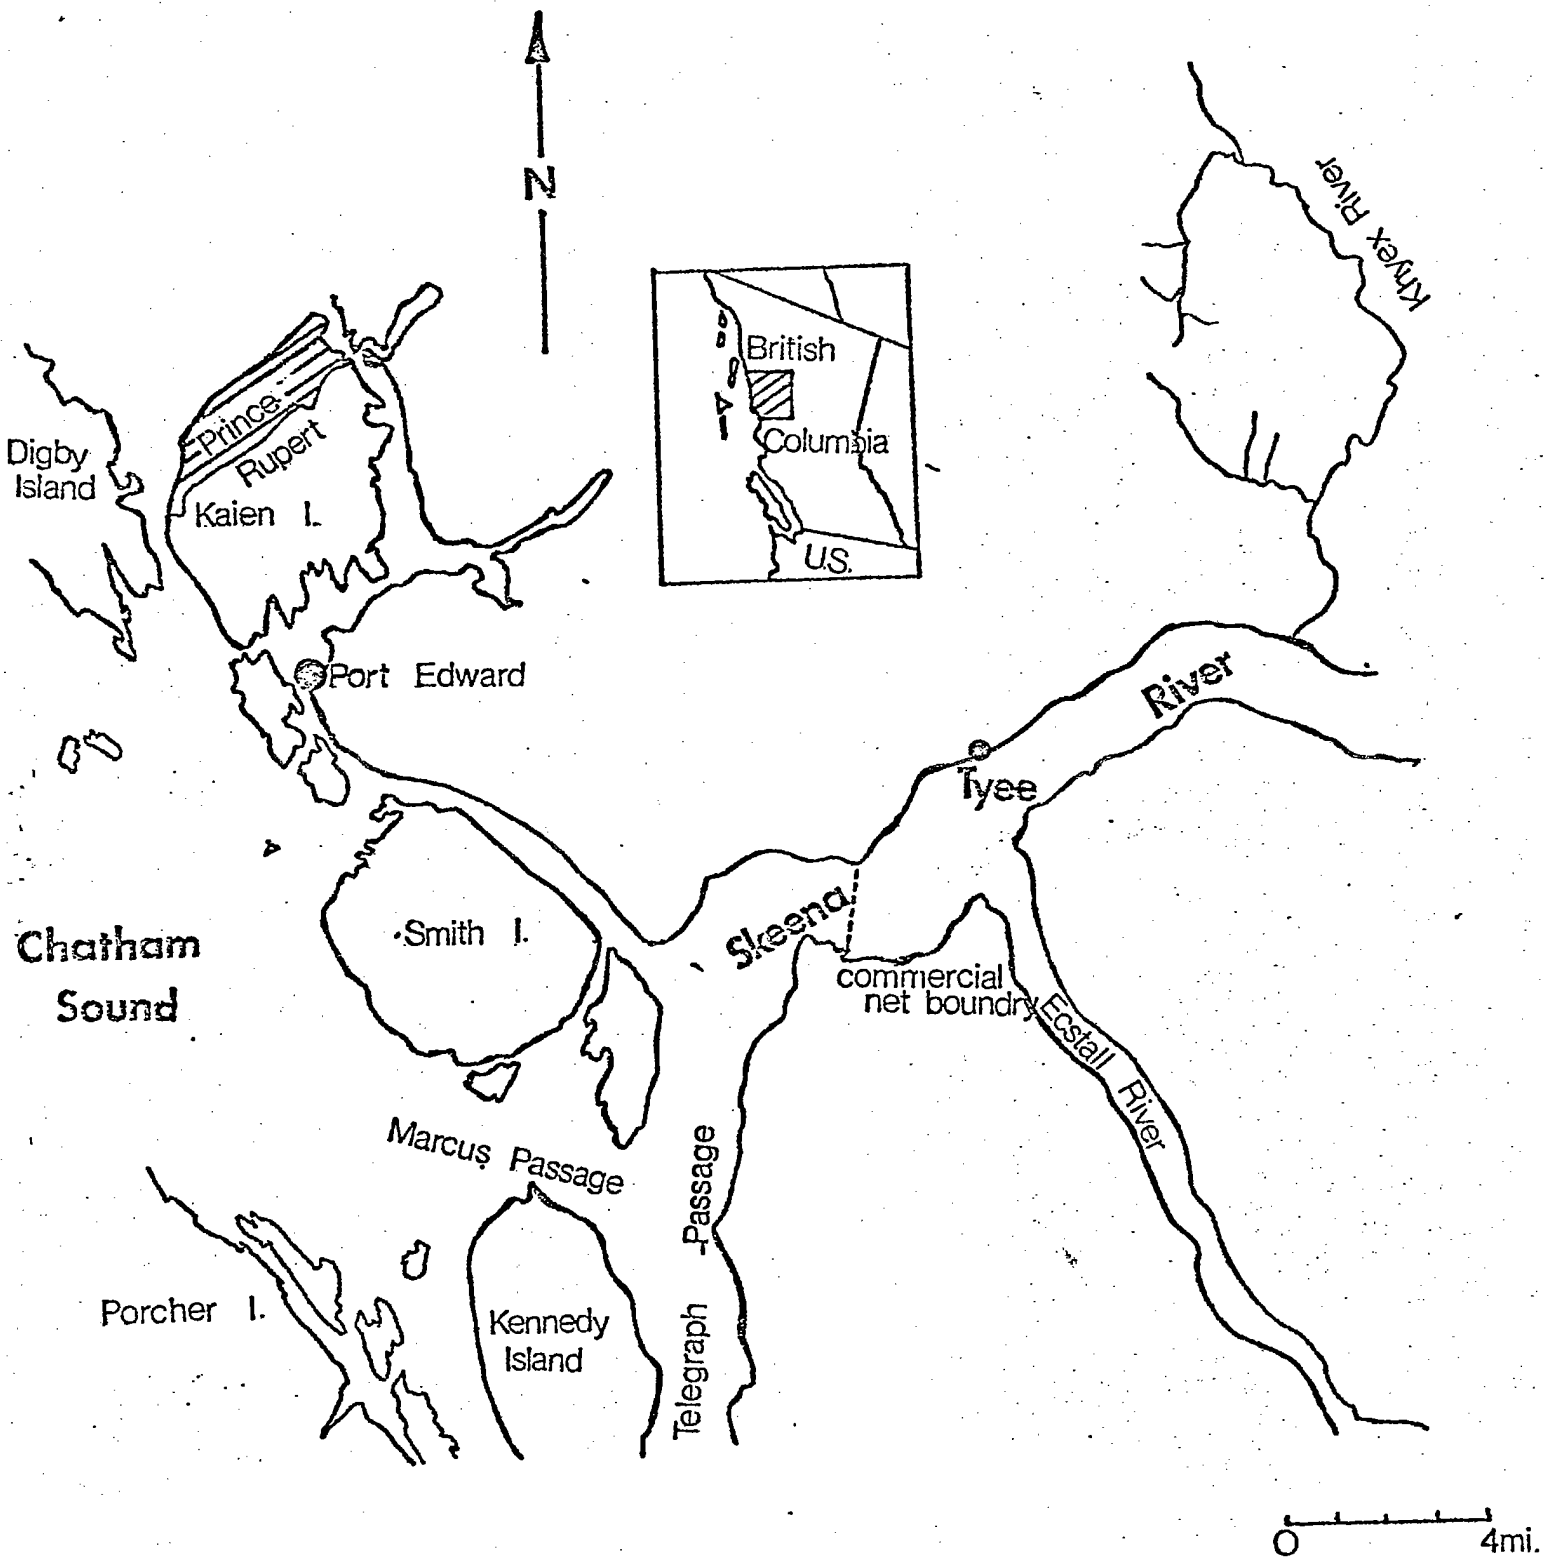 N
Khyex River
British
Columbia
U.S.
Prince
Rupert
Digby
Island
Kaien I.
Port Edward
River
Tyee
Skeena
Smith I.
Chatham
Sound
commercial
net boundry
Ecstall River
Marcus Passage
Telegraph Passage
Porcher I.
Kennedy
Island
0 4mi.